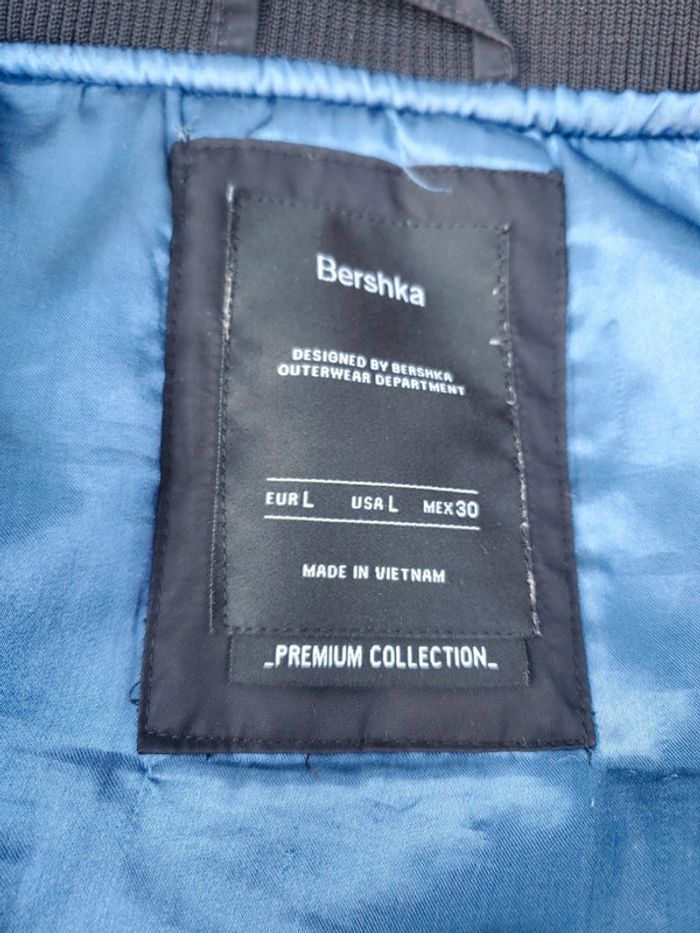 Bershka
DESIGNED BY BERSHKA
OUTERWEAR DEPARTMENT
EUR L USA L MEX 30
MADE IN VIETNAM
_PREMIUM COLLECTION_